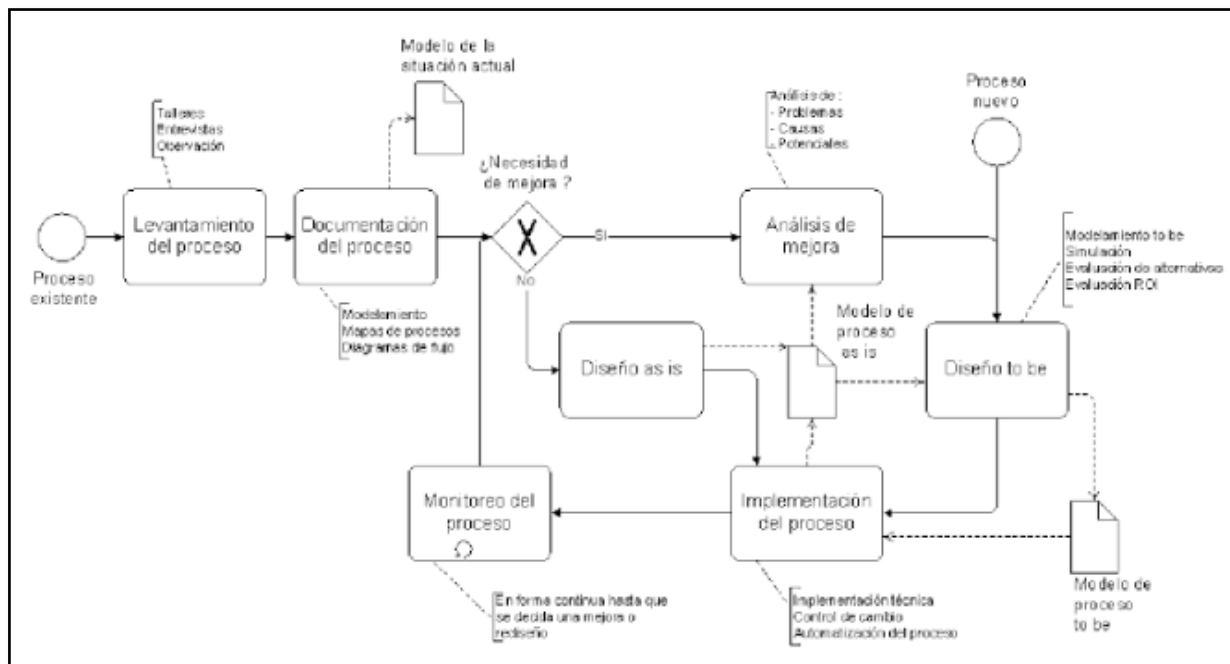 Modelo de la
situación actual
Talleres
Entrevistas
Observación
¿Necesidad
de mejora ?
Análisis de :
- Problemas
- Causas
- Potenciales
Proceso
nuevo
Proceso
existente
Levantamiento
del proceso
Documentación
del proceso
X
Si
No
Análisis de
mejora
Modelamiento to be
Simulación
Evaluación de alternativas
Evaluación ROI
Modelamiento
Mapas de procesos
Diagramas de flujo
Diseño as is
Modelo de
proceso
as is
Diseño to be
Monitoreo del
proceso
Implementación
del proceso
En forma continua hasta que
se decida una mejora o
rediseño
Implementación técnica
Control de cambio
Automatización del proceso
Modelo de
proceso
to be